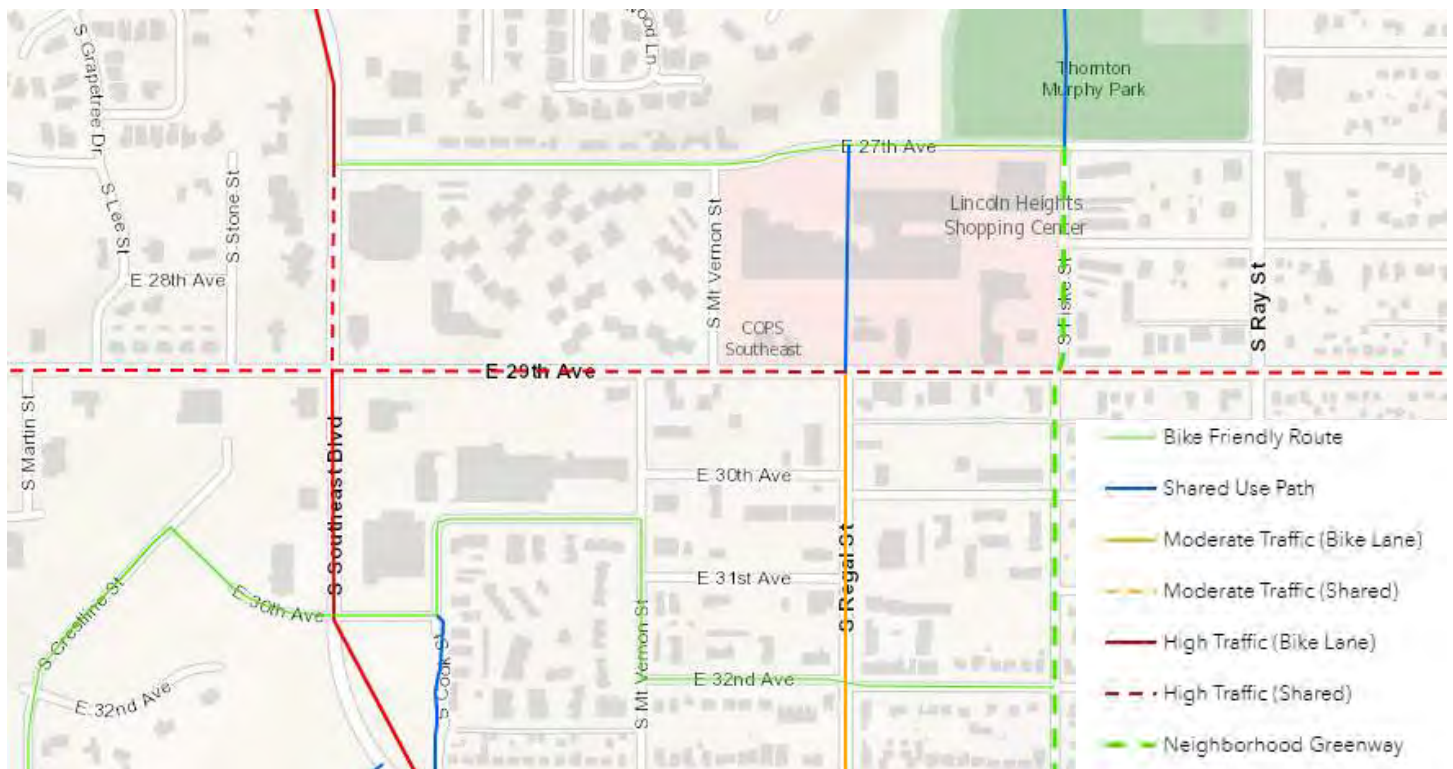 S Grapetree Dr
wood Ln
Thornton
Murphy Park
E 27th Ave
S Lee St
S Stone St
E 28th Ave
S Mt Vernon St
Lincoln Heights
Shopping Center
COPS
Southeast
S Ray St
E 29th Ave
S Martin St
S Southeast Blvd
E 30th Ave
S Regal St
E 31st Ave
S Crestline St
E 30th Ave
S Cook St
S Mt Vernon St
E 32nd Ave
E 32nd Ave
Bike Friendly Route
Shared Use Path
Moderate Traffic (Bike Lane)
Moderate Traffic (Shared)
High Traffic (Bike Lane)
High Traffic (Shared)
Neighborhood Greenway